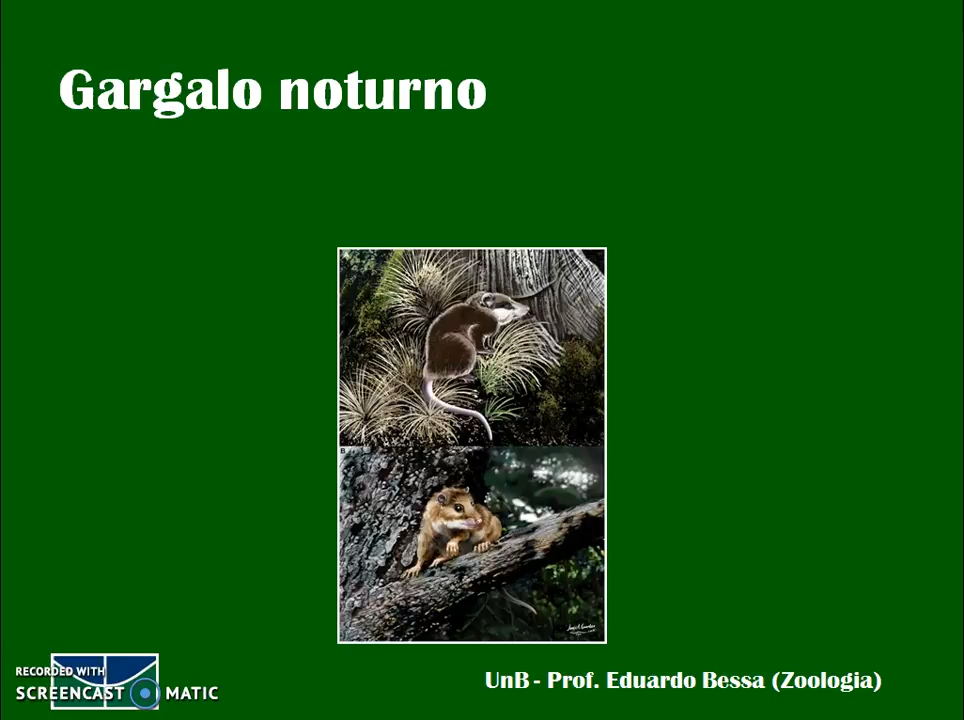 Gargalo noturno
B
RECORDED WITH
SCREENCAST MATIC
UnB - Prof. Eduardo Bessa (Zoologia)